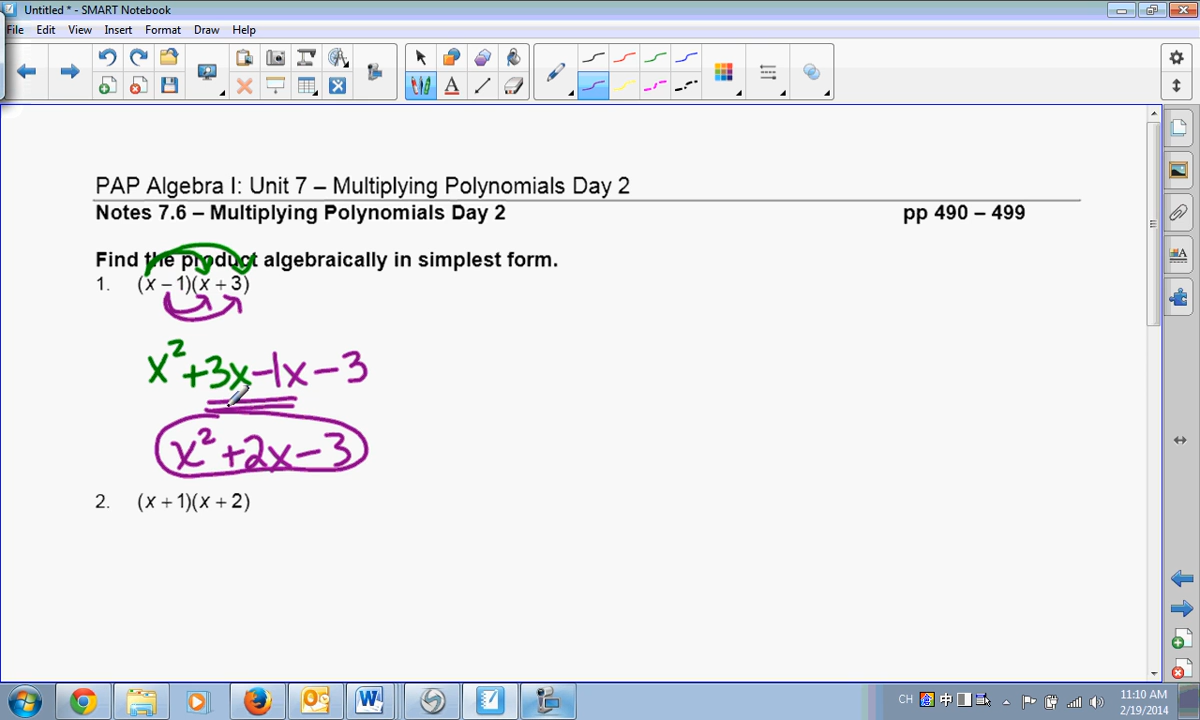 Untitled * - SMART Notebook
File Edit View Insert Format Draw Help
PAP Algebra I: Unit 7 – Multiplying Polynomials Day 2
Notes 7.6 – Multiplying Polynomials Day 2 pp 490 – 499
Find the product algebraically in simplest form.
1. (x − 1)(x + 3)
x² + 3x − 1x − 3
x² + 2x − 3
2. (x + 1)(x + 2)
CH 中 11:10 AM
2/19/2014